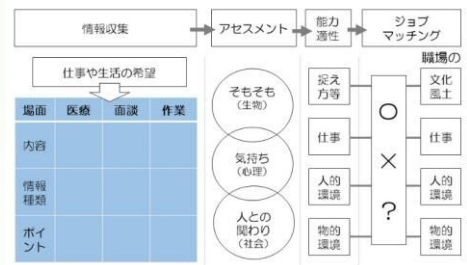 情報収集
アセスメント
能力
適性
ジョブ
マッチング
職場の
仕事や生活の希望
場面 医療 面談 作業
内容
情報
種類
ポイ
ント
そもそも
(生物)
気持ち
(心理)
人との
関わり
(社会)
捉え
方等
仕事
人的
環境
物的
環境
○
×
?
文化
風土
仕事
人的
環境
物的
環境